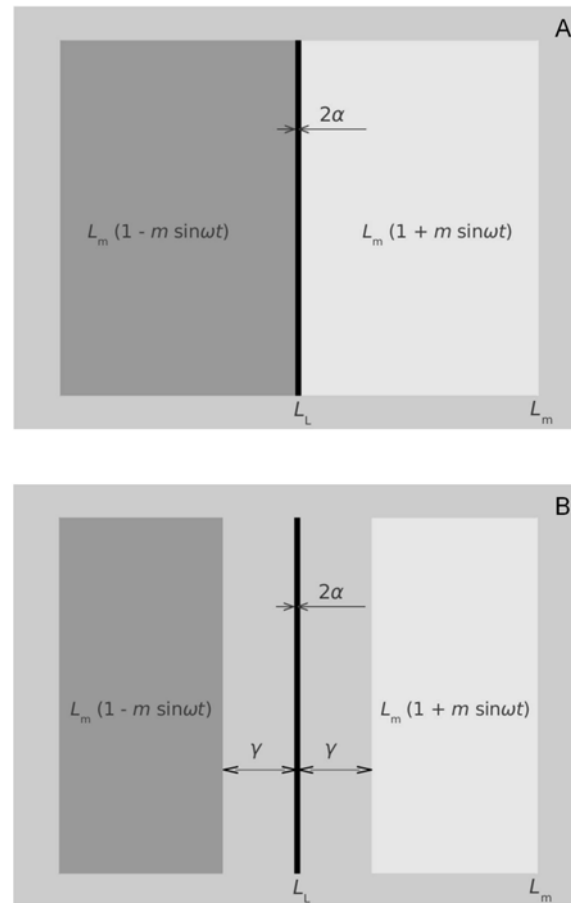 A
2α
Lm (1 - m sinωt)
Lm (1 + m sinωt)
LL
Lm
B
2α
Lm (1 - m sinωt)
Lm (1 + m sinωt)
γ
γ
LL
Lm